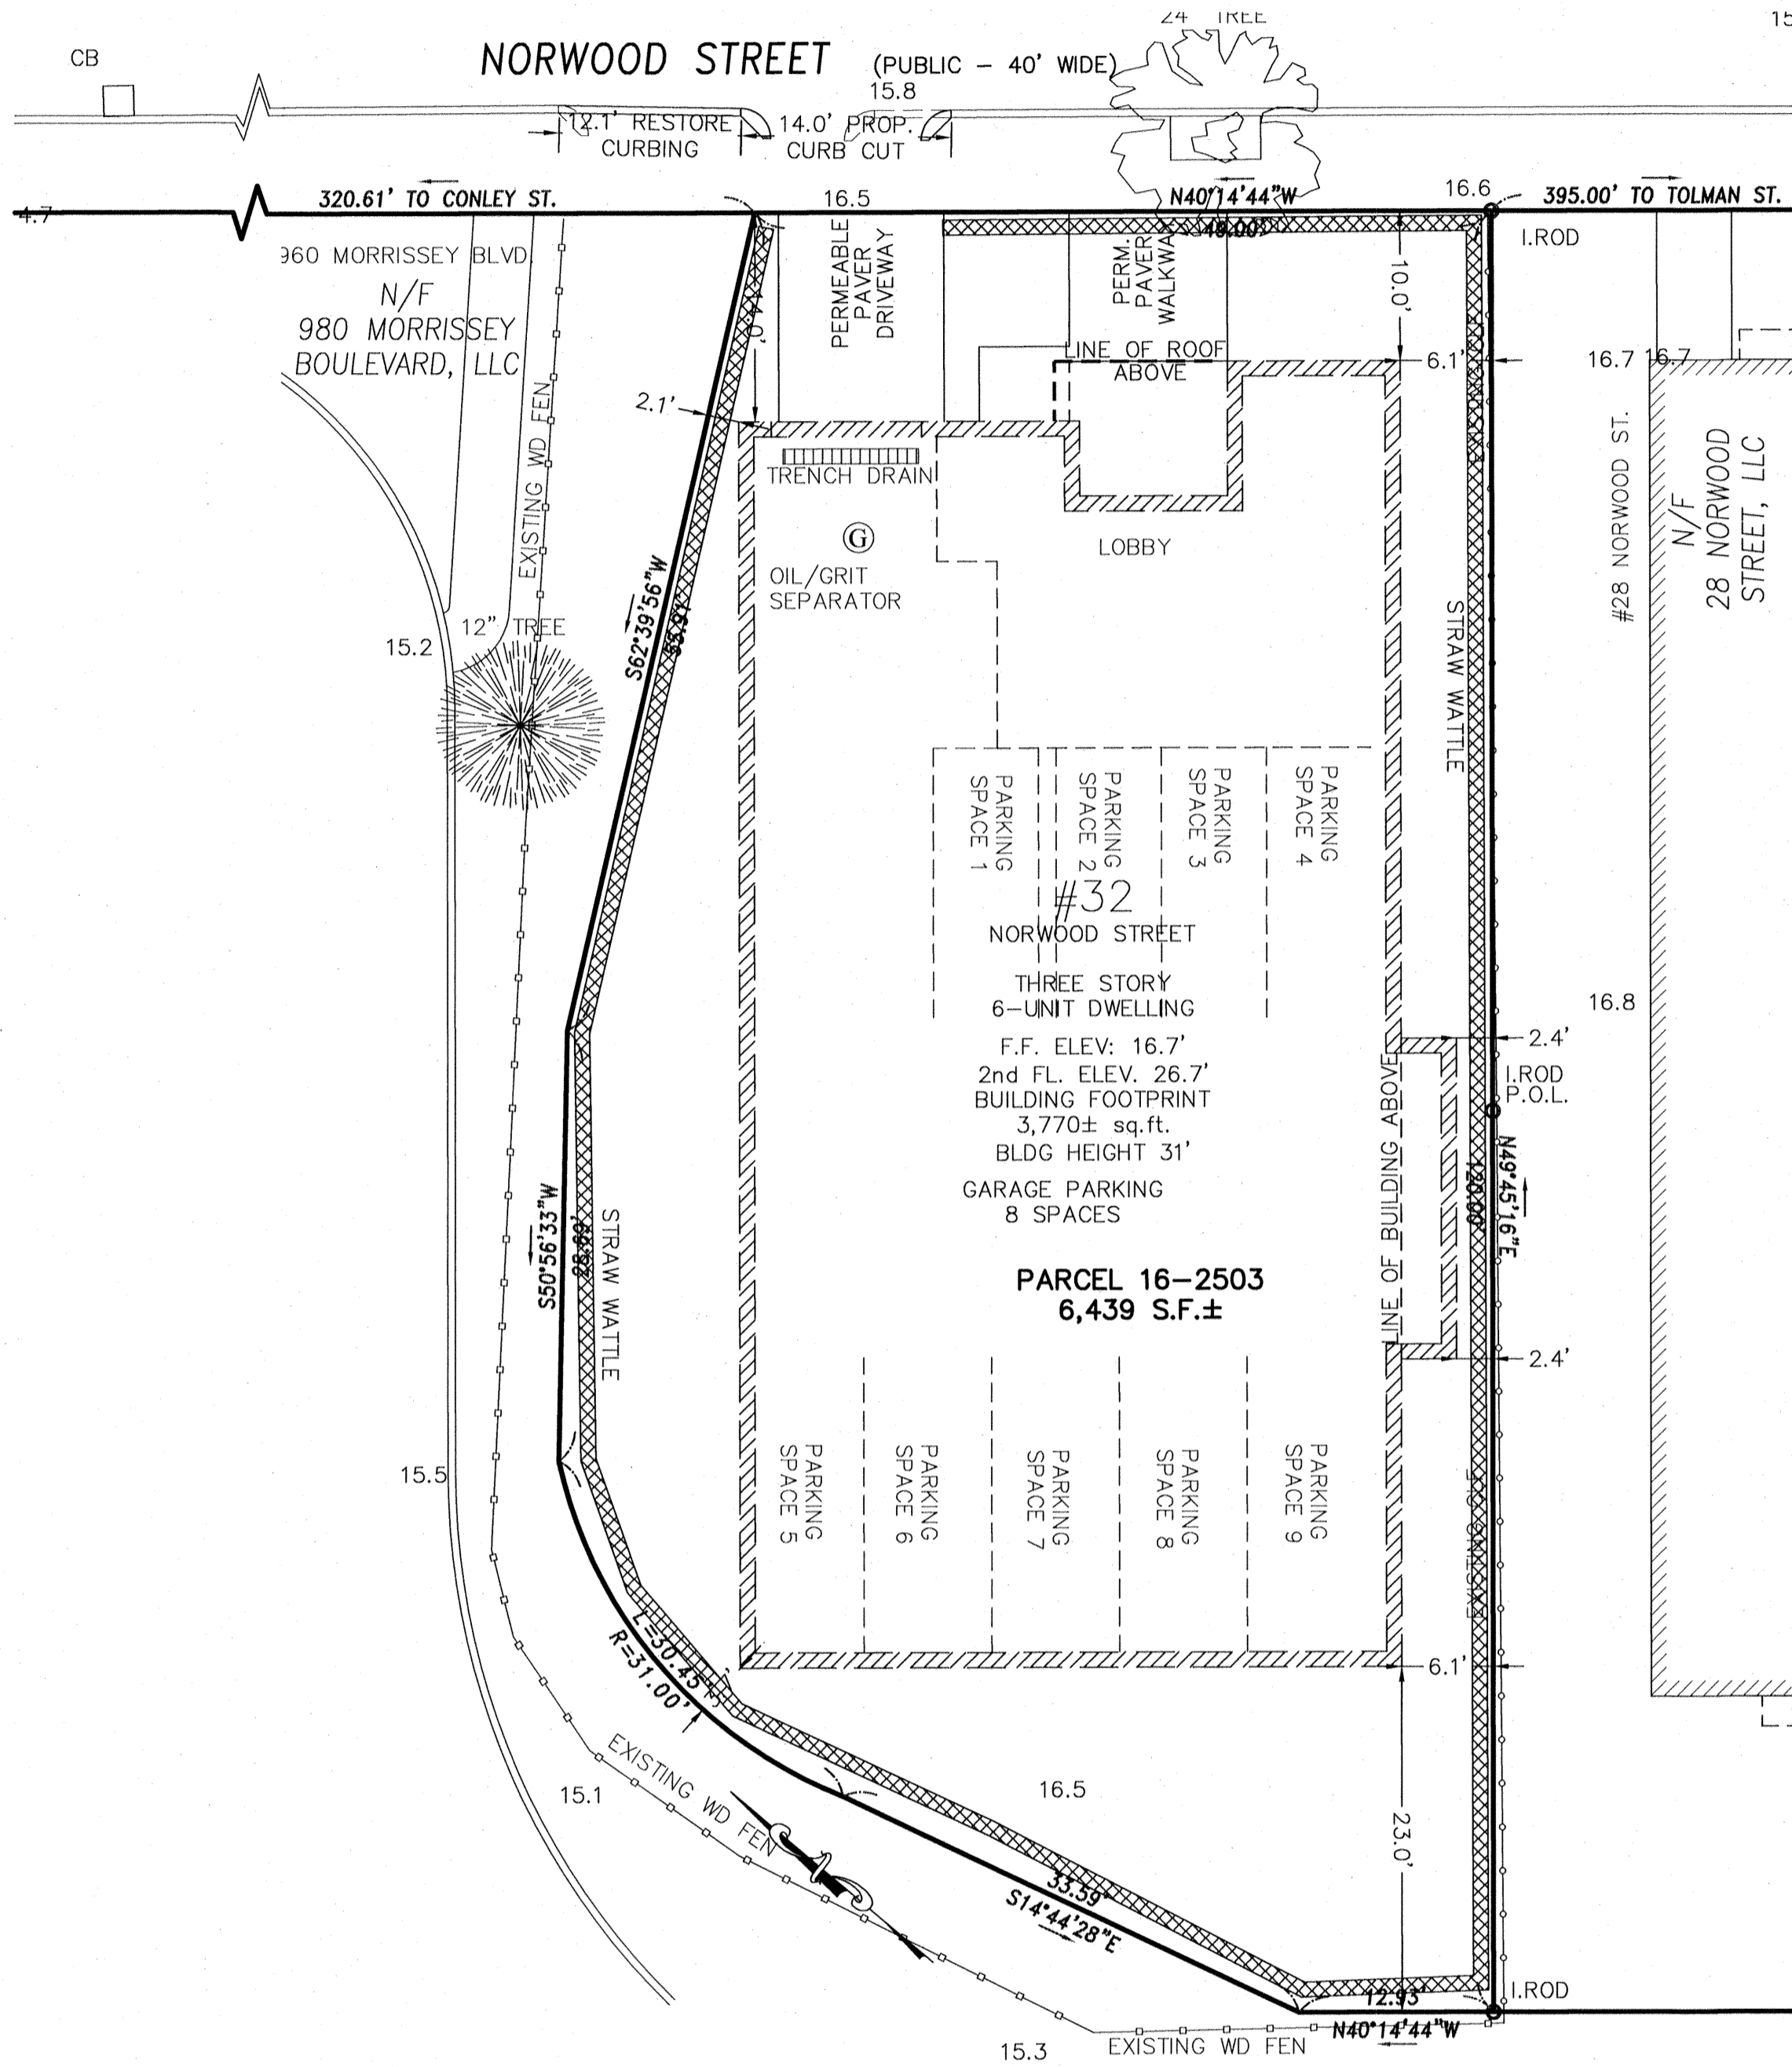 24" TREE
15
CB
NORWOOD STREET (PUBLIC – 40' WIDE)
15.8
12.1' RESTORE
CURBING
14.0' PROP.
CURB CUT
4.7
320.61' TO CONLEY ST.
16.5
N40°14'44"W
16.6
395.00' TO TOLMAN ST.
I.ROD
960 MORRISSEY BLVD
N/F
980 MORRISSEY
BOULEVARD, LLC
PERMEABLE
PAVER
DRIVEWAY
PERM.
PAVER
WALKWAY
10.0'
14.0'
LINE OF ROOF
ABOVE
6.1'
16.7 16.7
2.1'
EXISTING WD FEN
TRENCH DRAIN
G
OIL/GRIT
SEPARATOR
LOBBY
#28 NORWOOD ST.
N/F
28 NORWOOD
STREET, LLC
S62°39'56"W
12" TREE
15.2
STRAW WATTLE
PARKING
SPACE 1
PARKING
SPACE 2
PARKING
SPACE 3
PARKING
SPACE 4
#32
NORWOOD STREET
THREE STORY
6–UNIT DWELLING
F.F. ELEV: 16.7'
2nd FL. ELEV. 26.7'
BUILDING FOOTPRINT
3,770± sq.ft.
BLDG HEIGHT 31'
GARAGE PARKING
8 SPACES
PARCEL 16–2503
6,439 S.F.±
16.8
2.4'
I.ROD
P.O.L.
LINE OF BUILDING ABOVE
N49°45'16"E
120.00
2.4'
S50°56'33"W
STRAW WATTLE
15.5
PARKING
SPACE 5
PARKING
SPACE 6
PARKING
SPACE 7
PARKING
SPACE 8
PARKING
SPACE 9
L=30.45'
R=31.00'
6.1'
EXISTING WD FEN
15.1
16.5
23.0'
33.59'
S14°44'28"E
12.93'
N40°14'44"W
I.ROD
15.3
EXISTING WD FEN